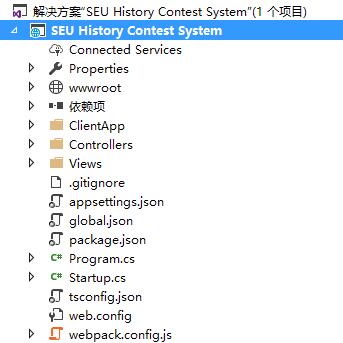 解决方案“SEU History Contest System”(1 个项目)
SEU History Contest System
Connected Services
Properties
wwwroot
依赖项
ClientApp
Controllers
Views
.gitignore
appsettings.json
global.json
package.json
C# Program.cs
C# Startup.cs
tsconfig.json
web.config
webpack.config.js